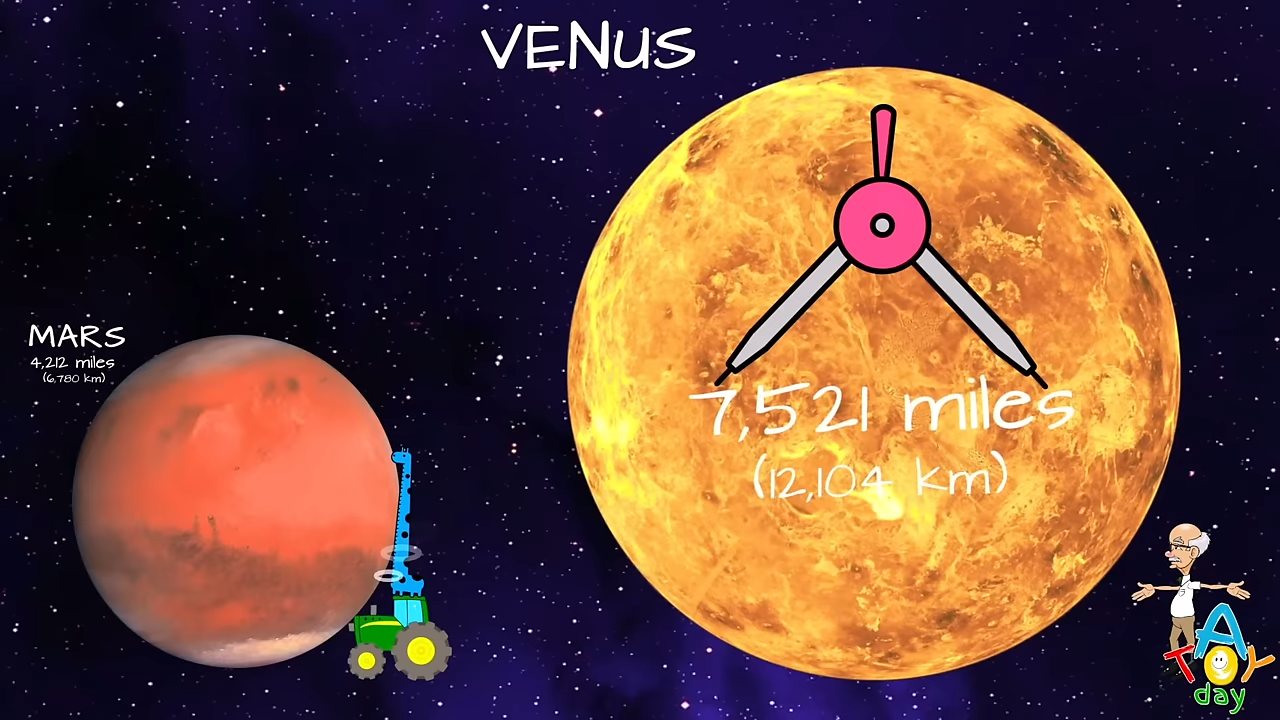 VENUS
MARS
4,212 miles
(6,780 km)
7,521 miles
(12,104 km)
A
TOY
day